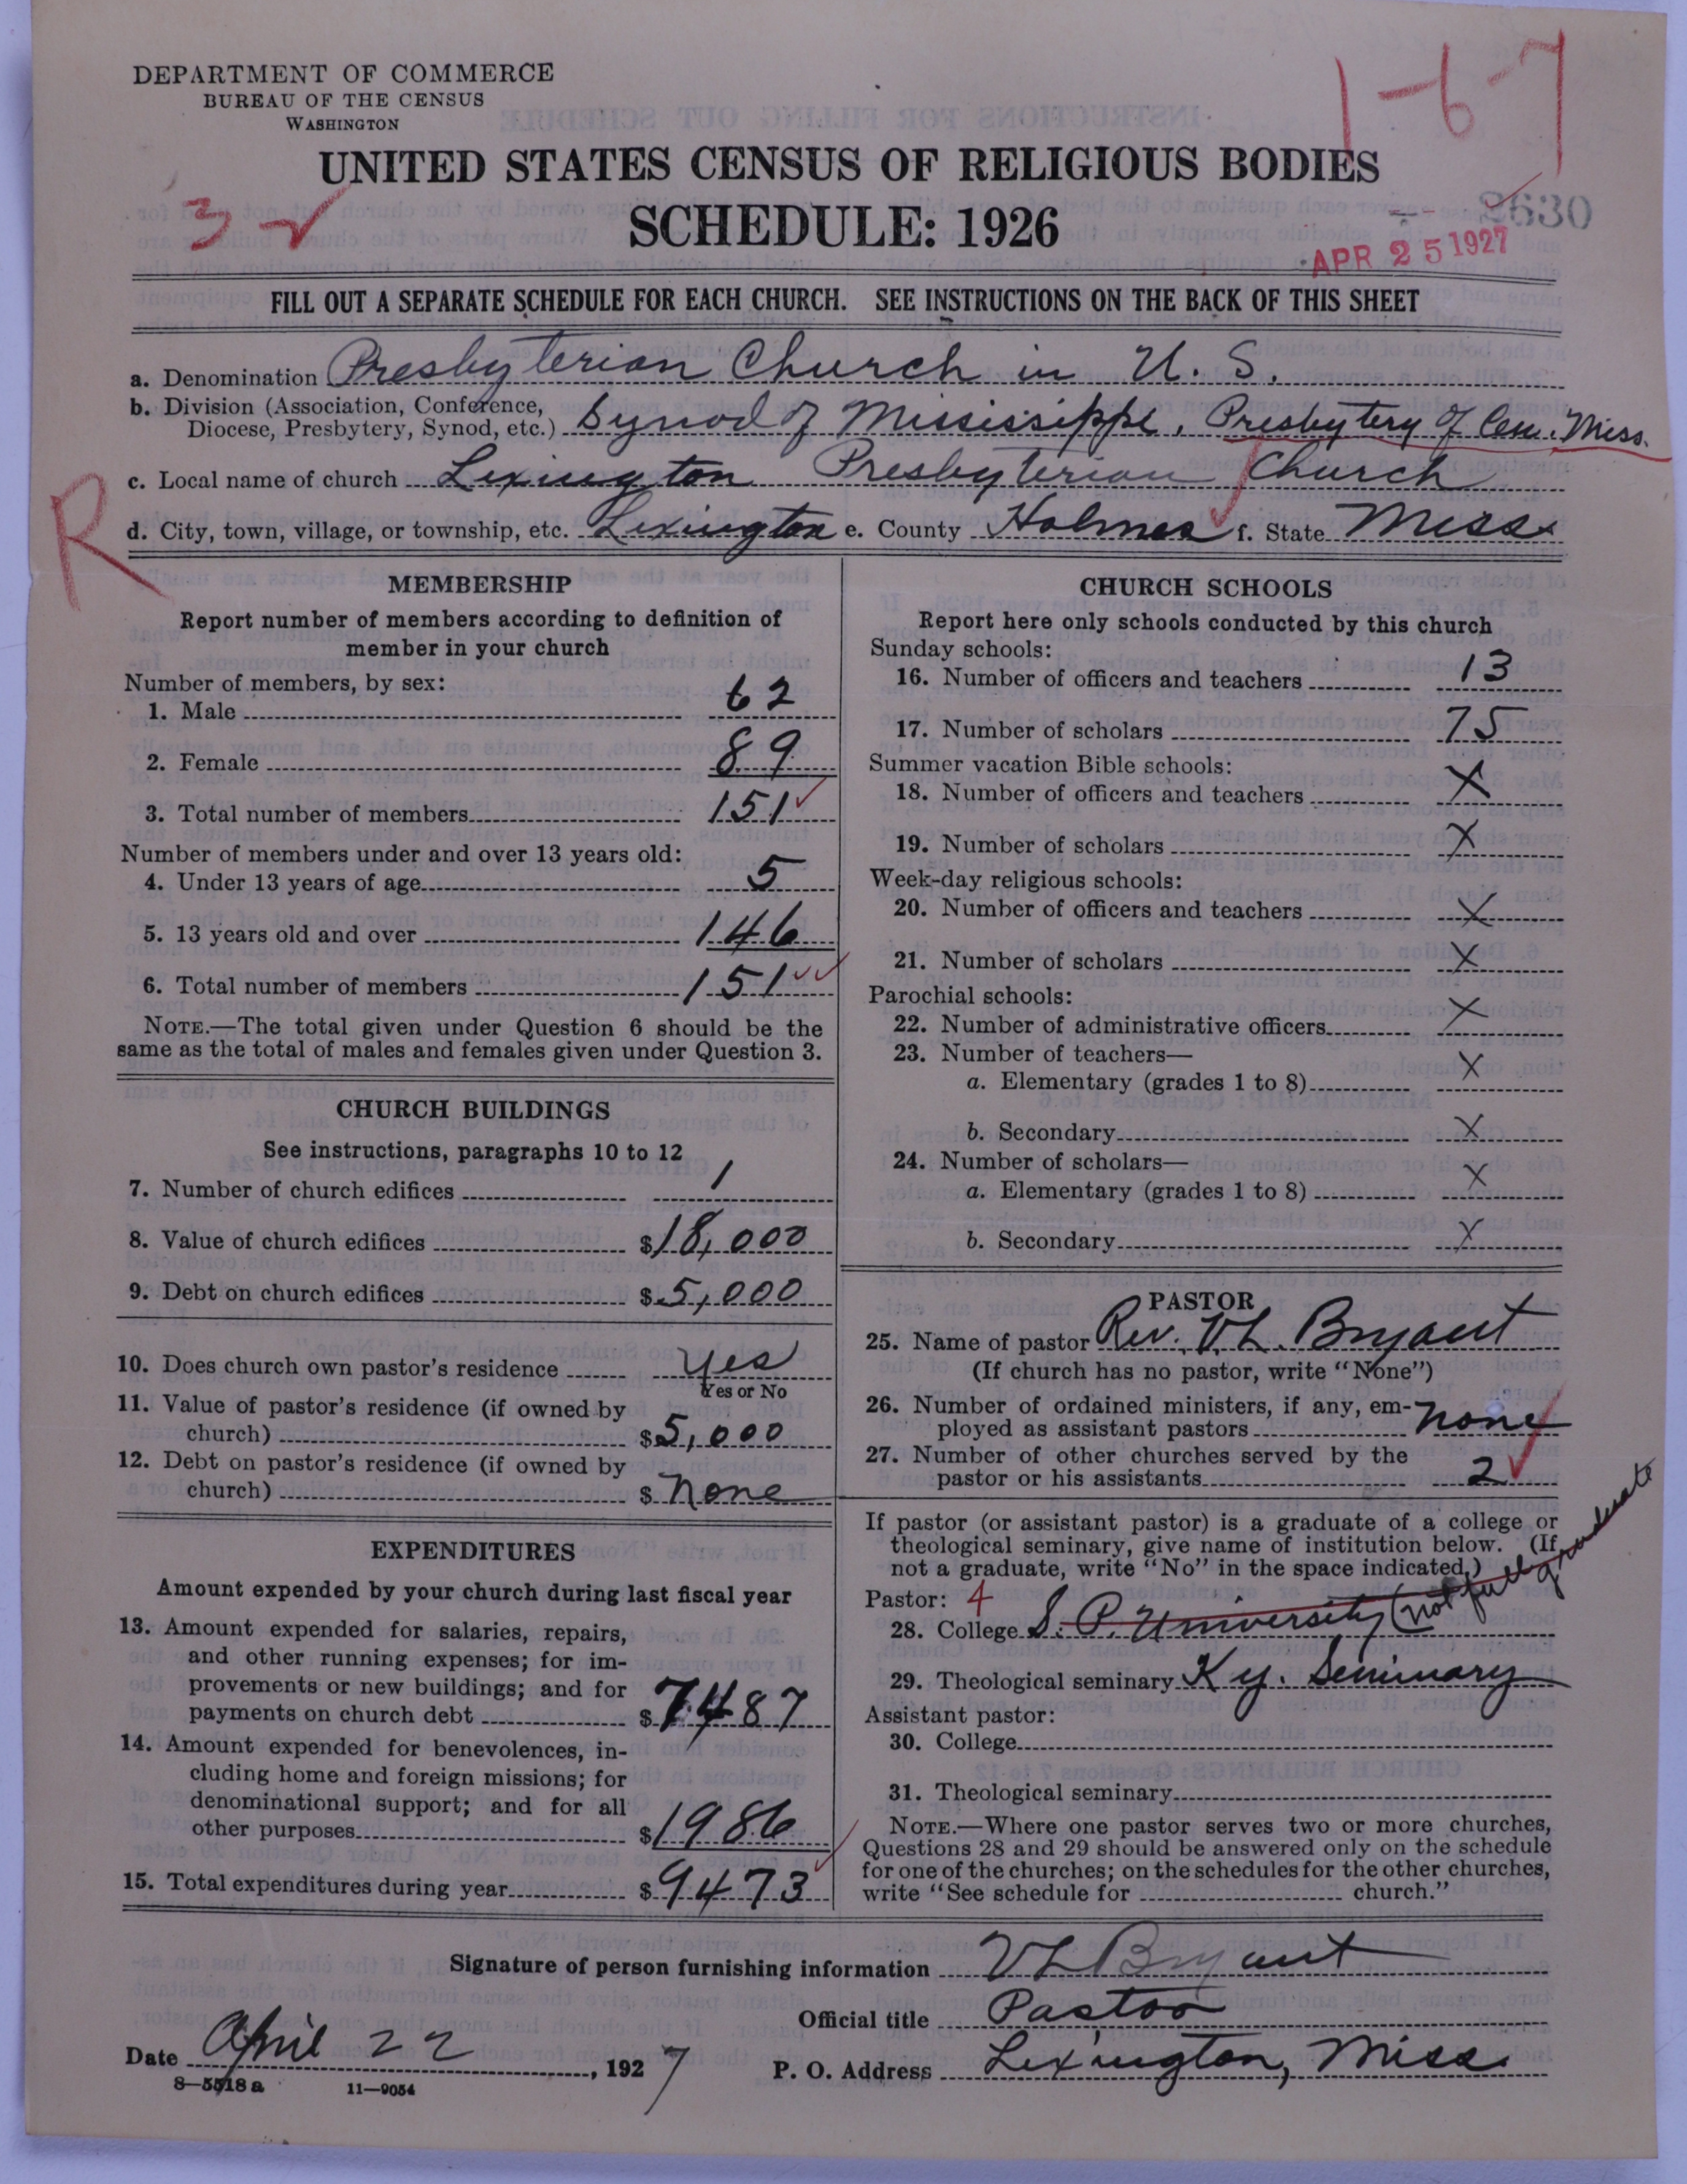 DEPARTMENT OF COMMERCE
BUREAU OF THE CENSUS
WASHINGTON
1-6-7
UNITED STATES CENSUS OF RELIGIOUS BODIES
SCHEDULE: 1926
3
2630
APR 25 1927
FILL OUT A SEPARATE SCHEDULE FOR EACH CHURCH. SEE INSTRUCTIONS ON THE BACK OF THIS SHEET
a. Denomination Presbyterian Church in U. S.
b. Division (Association, Conference, Diocese, Presbytery, Synod, etc.) Synod of Mississippi, Presbytery of Cen. Miss.
R
c. Local name of church Lexington Presbyterian Church
d. City, town, village, or township, etc. Lexington e. County Holmes f. State Miss
MEMBERSHIP
Report number of members according to definition of
member in your church
Number of members, by sex:
1. Male 62
2. Female 89
3. Total number of members 151
Number of members under and over 13 years old:
4. Under 13 years of age 5
5. 13 years old and over 146
6. Total number of members 151
NOTE.—The total given under Question 6 should be the
same as the total of males and females given under Question 3.
CHURCH BUILDINGS
See instructions, paragraphs 10 to 12
7. Number of church edifices 1
8. Value of church edifices $18,000
9. Debt on church edifices $5,000
10. Does church own pastor's residence yes
Yes or No
11. Value of pastor's residence (if owned by
church) $5,000
12. Debt on pastor's residence (if owned by
church) $ none
EXPENDITURES
Amount expended by your church during last fiscal year
13. Amount expended for salaries, repairs,
and other running expenses; for im-
provements or new buildings; and for
payments on church debt $7487
14. Amount expended for benevolences, in-
cluding home and foreign missions; for
denominational support; and for all
other purposes $1986
15. Total expenditures during year $9473
CHURCH SCHOOLS
Report here only schools conducted by this church
Sunday schools:
16. Number of officers and teachers 13
17. Number of scholars 75
Summer vacation Bible schools:
18. Number of officers and teachers X
19. Number of scholars X
Week-day religious schools:
20. Number of officers and teachers X
21. Number of scholars X
Parochial schools:
22. Number of administrative officers X
23. Number of teachers—
a. Elementary (grades 1 to 8) X
b. Secondary X
24. Number of scholars—
a. Elementary (grades 1 to 8) X
b. Secondary X
PASTOR
25. Name of pastor Rev. V. L. Bryant
(If church has no pastor, write "None")
26. Number of ordained ministers, if any, em-
ployed as assistant pastors none
27. Number of other churches served by the
pastor or his assistants 2
If pastor (or assistant pastor) is a graduate of a college or
theological seminary, give name of institution below. (If
not a graduate, write "No" in the space indicated.)
Pastor: 4
28. College S. P. University (not full graduate
29. Theological seminary Ky. Seminary
Assistant pastor:
30. College
31. Theological seminary
NOTE.—Where one pastor serves two or more churches,
Questions 28 and 29 should be answered only on the schedule
for one of the churches; on the schedules for the other churches,
write "See schedule for church."
Signature of person furnishing information V L Bryant
Official title Pastor
Date April 22, 1927 P. O. Address Lexington, Miss.
8-5518 a 11-9054